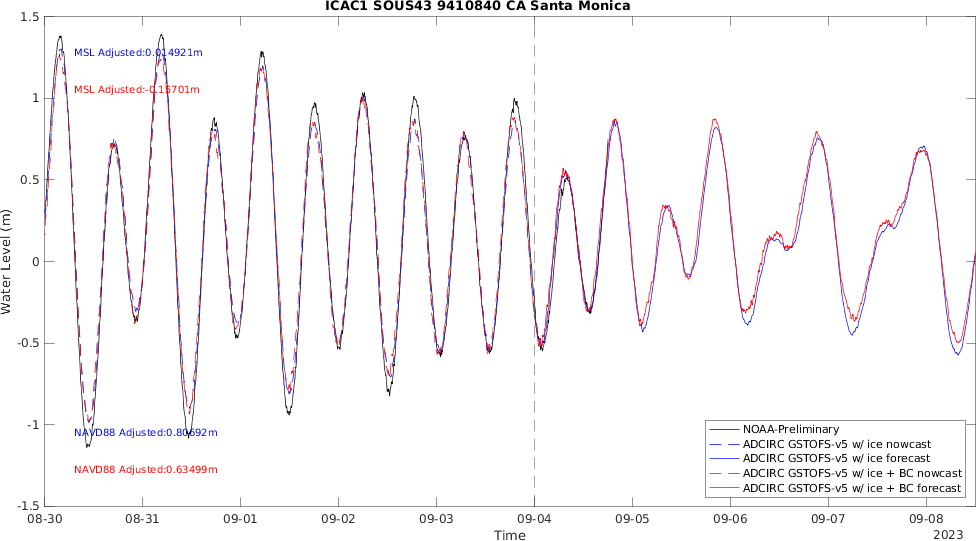 ICAC1 SOUS43 9410840 CA Santa Monica
1.5
MSL Adjusted:0.014921m
MSL Adjusted:-0.15701m
1
0.5
Water Level (m)
0
-0.5
-1
NAVD88 Adjusted:0.80692m
NAVD88 Adjusted:0.63499m
-1.5
NOAA-Preliminary
ADCIRC GSTOFS-v5 w/ ice nowcast
ADCIRC GSTOFS-v5 w/ ice forecast
ADCIRC GSTOFS-v5 w/ ice + BC nowcast
ADCIRC GSTOFS-v5 w/ ice + BC forecast
08-30 08-31 09-01 09-02 09-03 09-04 09-05 09-06 09-07 09-08
Time
2023